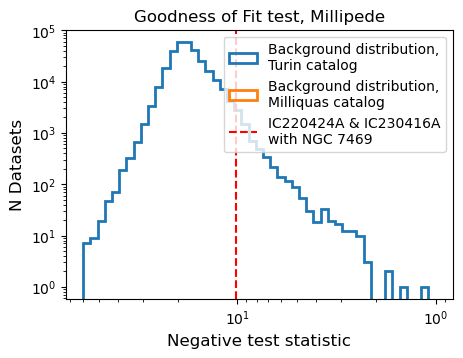 Goodness of Fit test, Millipede
Background distribution,
Turin catalog
Background distribution,
Milliquas catalog
IC220424A & IC230416A
with NGC 7469
N Datasets
10^5
10^4
10^3
10^2
10^1
10^0
10^1
10^0
Negative test statistic